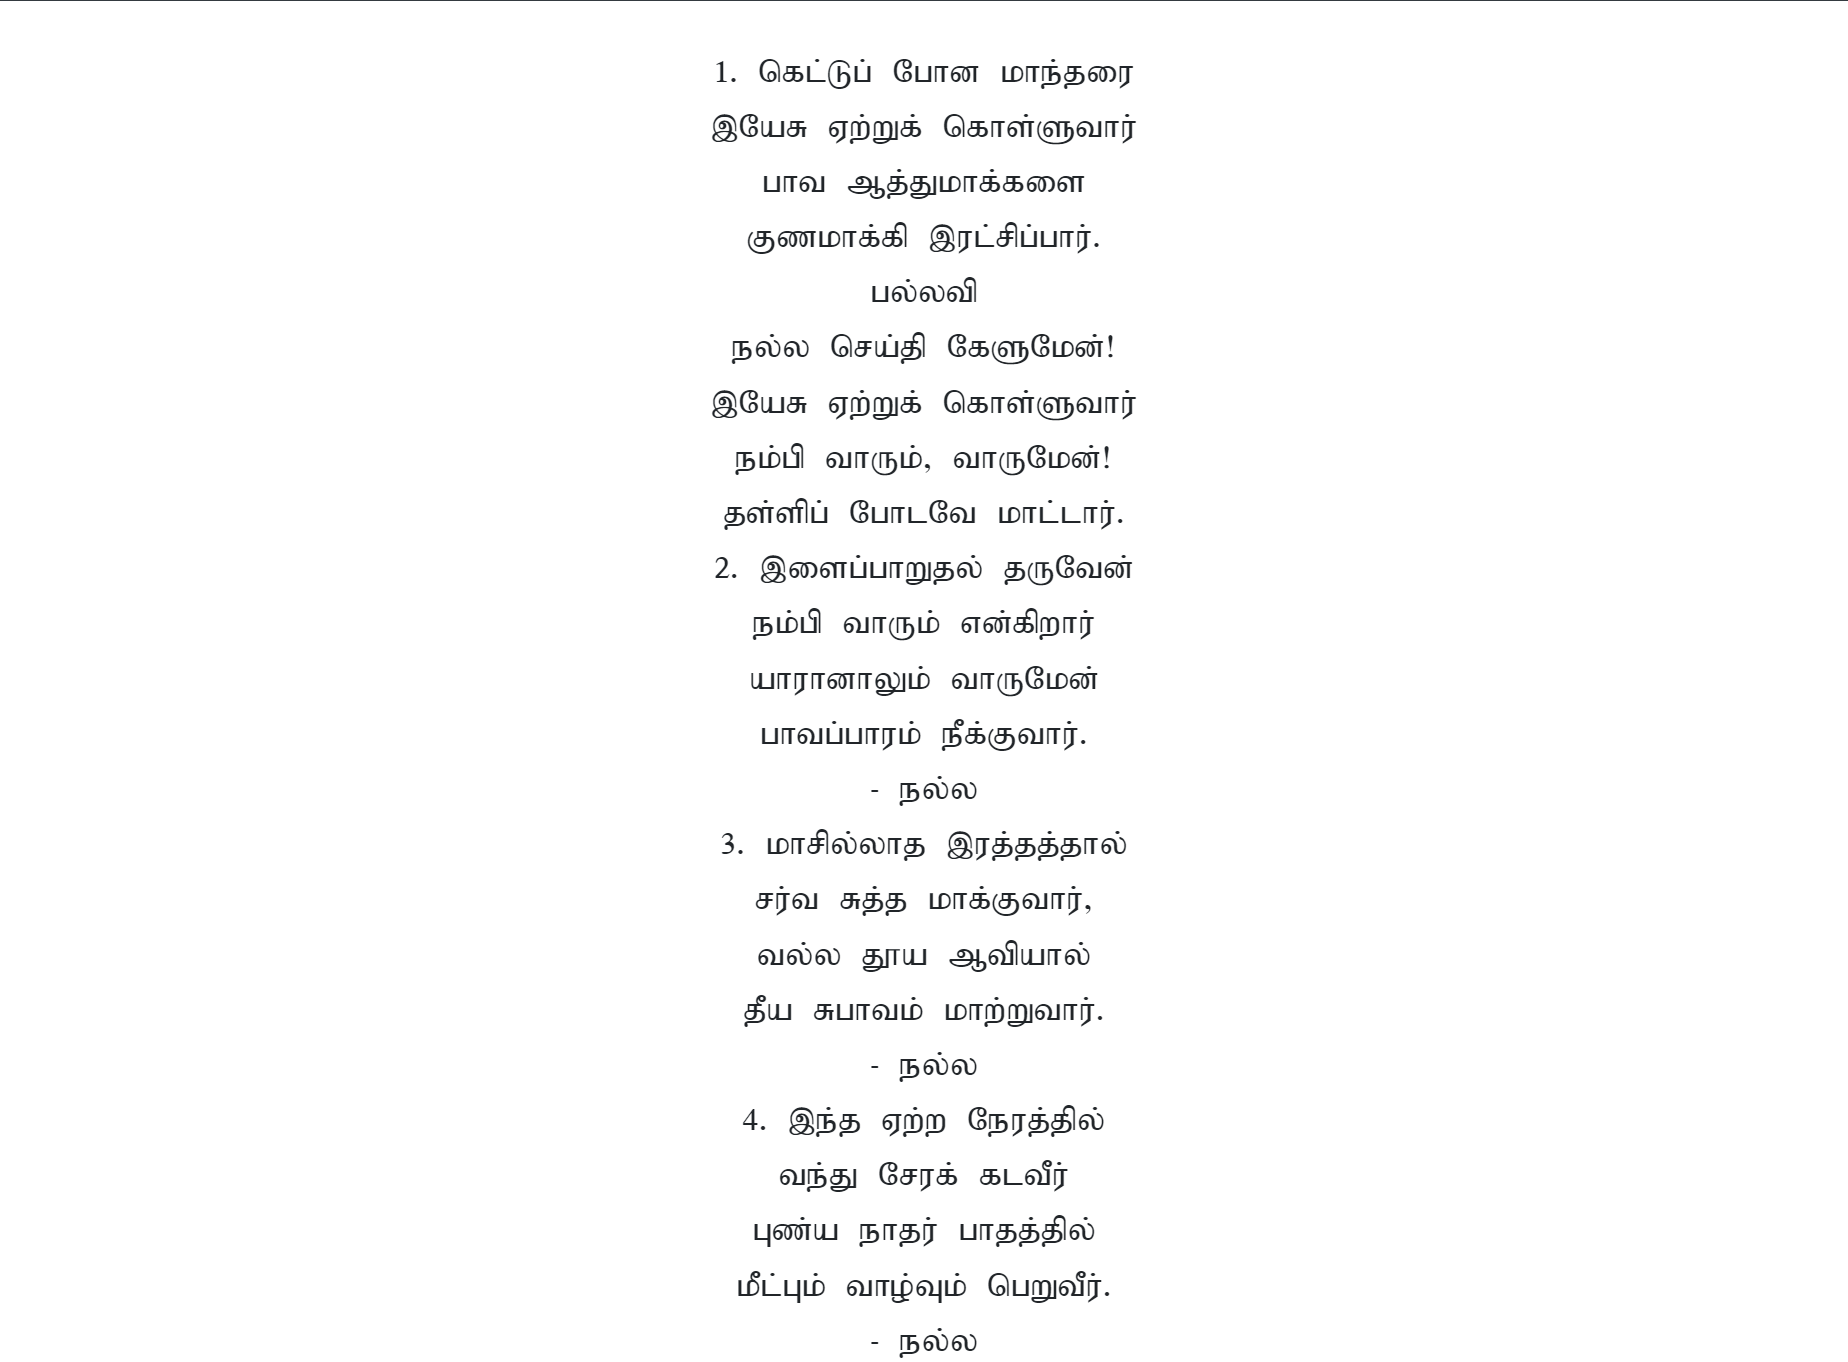 1. கெட்டுப் போன மாந்தரை
இயேசு ஏற்றுக் கொள்ளுவார்
பாவ ஆத்துமாக்களை
குணமாக்கி இரட்சிப்பார்.
பல்லவி
நல்ல செய்தி கேளுமேன்!
இயேசு ஏற்றுக் கொள்ளுவார்
நம்பி வாரும், வாருமேன்!
தள்ளிப் போடவே மாட்டார்.
2. இளைப்பாறுதல் தருவேன்
நம்பி வாரும் என்கிறார்
யாரானாலும் வாருமேன்
பாவப்பாரம் நீக்குவார்.
- நல்ல
3. மாசில்லாத இரத்தத்தால்
சர்வ சுத்த மாக்குவார்,
வல்ல தூய ஆவியால்
தீய சுபாவம் மாற்றுவார்.
- நல்ல
4. இந்த ஏற்ற நேரத்தில்
வந்து சேரக் கடவீர்
புண்ய நாதர் பாதத்தில்
மீட்பும் வாழ்வும் பெறுவீர்.
- நல்ல